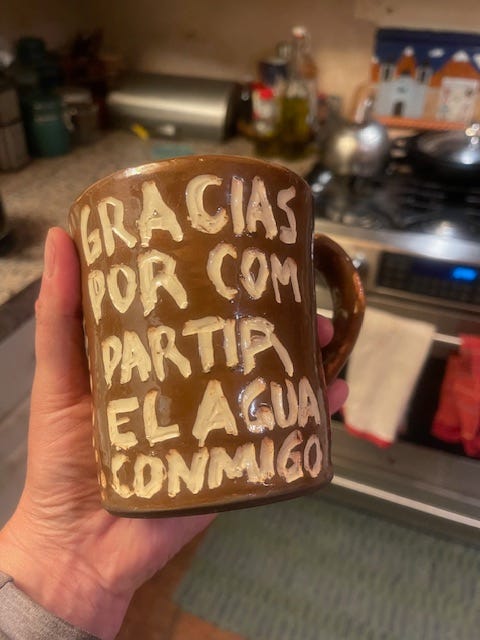 GRACIAS
POR COM
PARTIR
EL AGUA
CONMIGO